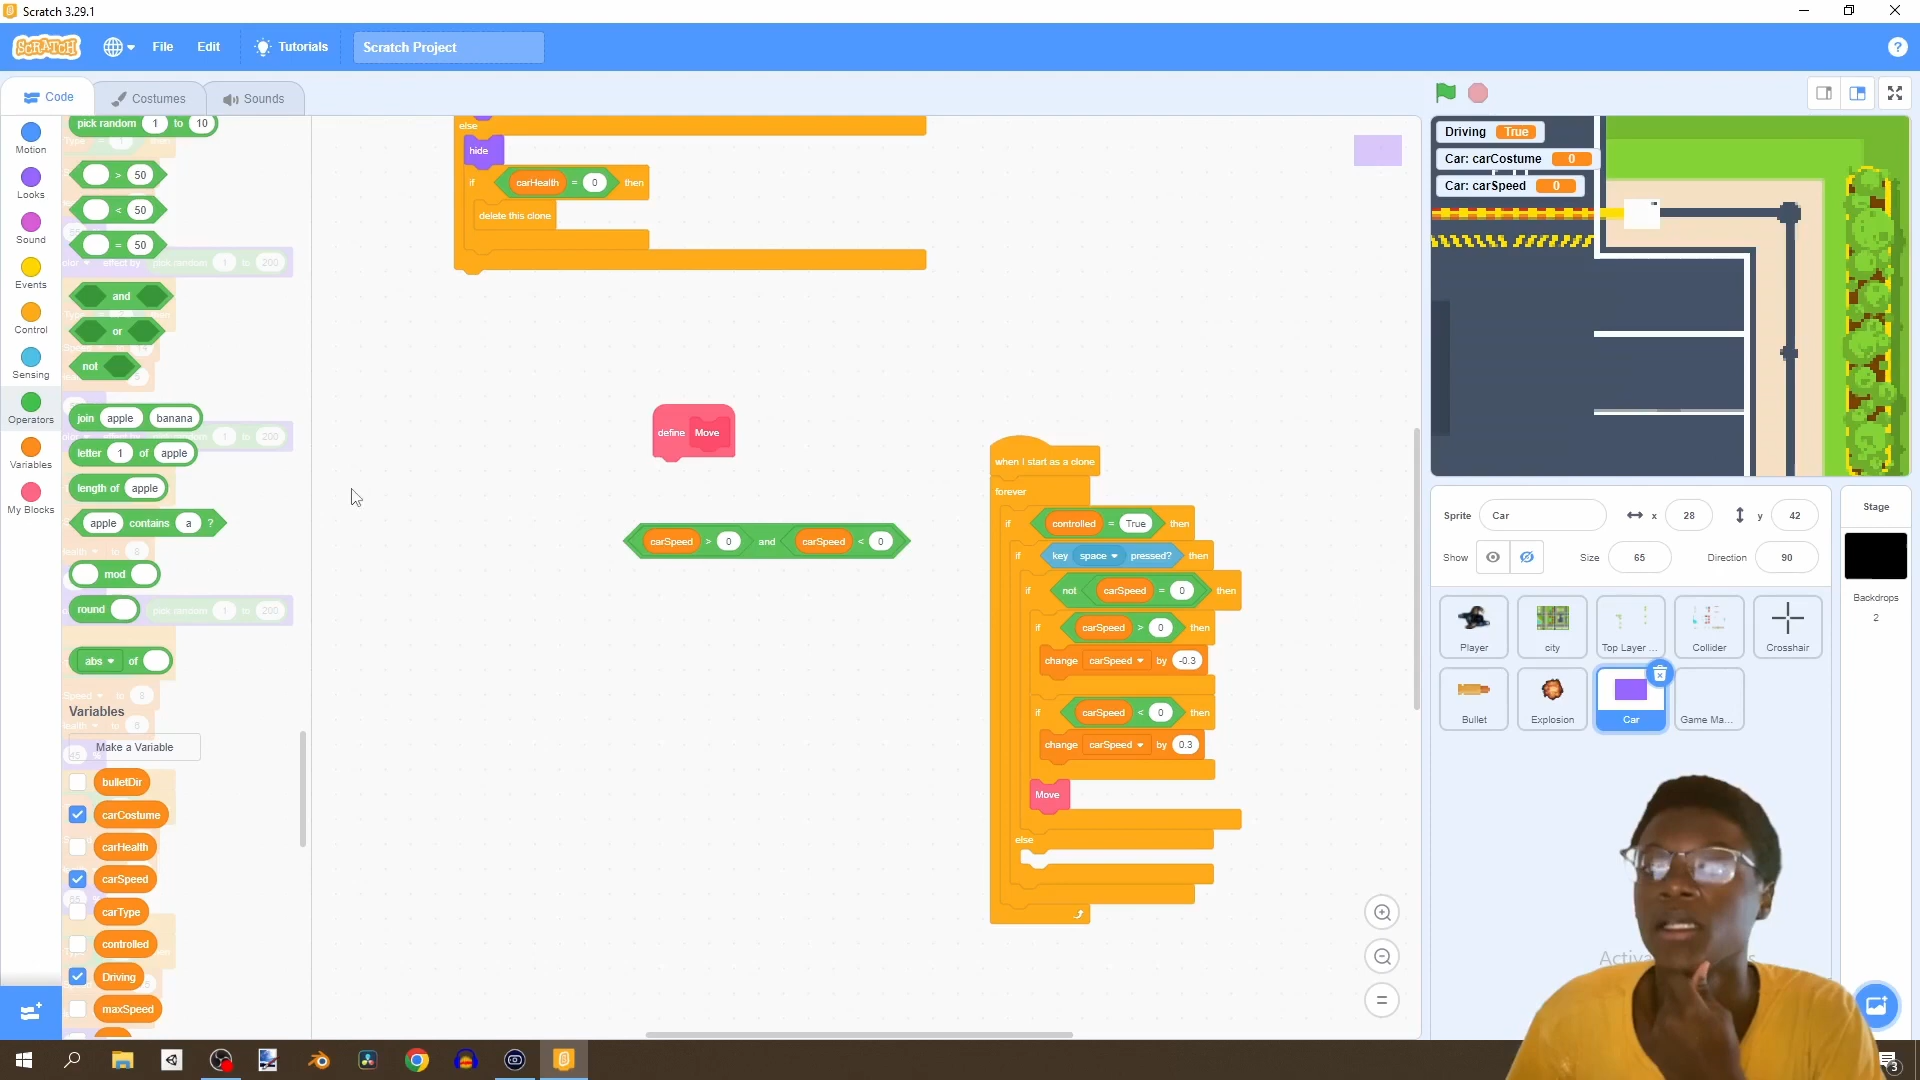 Scratch 3.29.1
SCRATCH File Edit Tutorials Scratch Project ?
Code Costumes Sounds
Motion
Looks
Sound
Events
Control
Sensing
Operators
Variables
My Blocks
pick random 1 to 10
> 50
< 50
= 50
and
or
not
join apple banana
letter 1 of apple
length of apple
apple contains a ?
mod
round
pick random 1 to 200
abs of
Variables
Make a Variable
bulletDir
carCostume
carHealth
carSpeed
carType
controlled
Driving
maxSpeed
else
hide
if carHealth = 0 then
delete this clone
define Move
carSpeed > 0 and carSpeed < 0
when I start as a clone
forever
if controlled = True then
if key space pressed? then
if not carSpeed = 0 then
if carSpeed > 0 then
change carSpeed by -0.3
if carSpeed < 0 then
change carSpeed by 0.3
Move
else
Driving True
Car: carCostume 0
Car: carSpeed 0
Sprite Car x 28 y 42
Show Size 65 Direction 90
Player
city
Top Layer ...
Collider
Crosshair
Bullet
Explosion
Car
Game Ma...
Stage
Backdrops
2
3